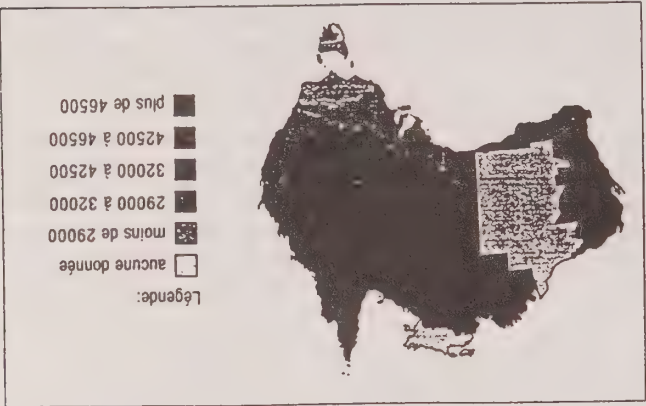 Légende:
aucune donnée
moins de 29000
29000 à 32000
32000 à 42500
42500 à 46500
plus de 46500